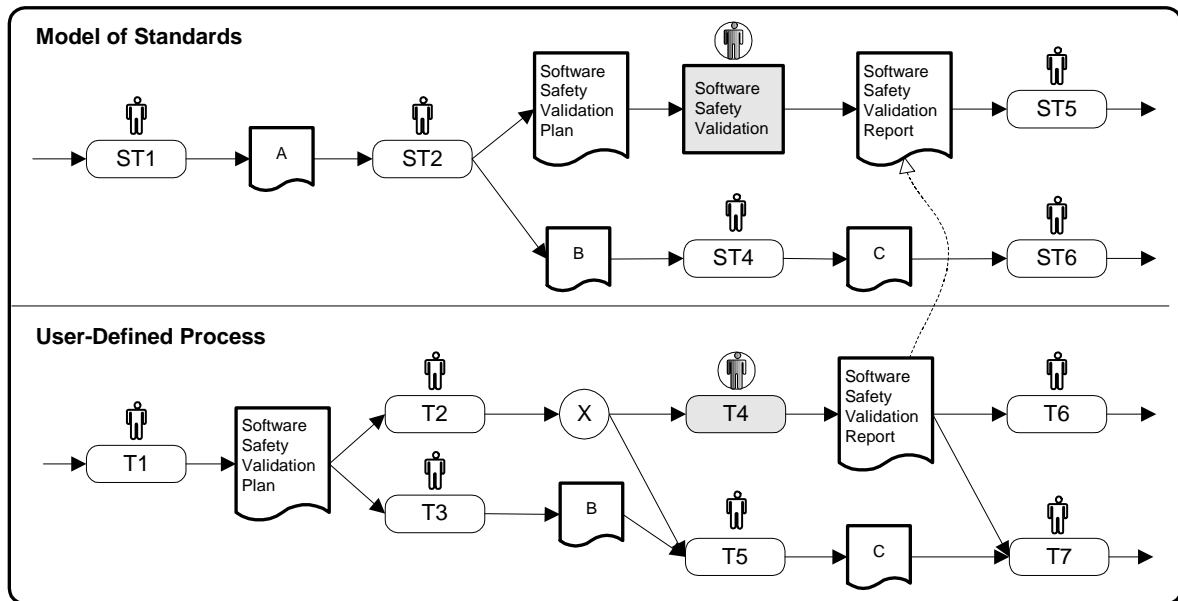 Model of Standards
ST1
A
ST2
Software
Safety
Validation
Plan
Software
Safety
Validation
Software
Safety
Validation
Report
ST5
B
ST4
C
ST6
User-Defined Process
T1
Software
Safety
Validation
Plan
T2
X
T4
Software
Safety
Validation
Report
T6
T3
B
T5
C
T7